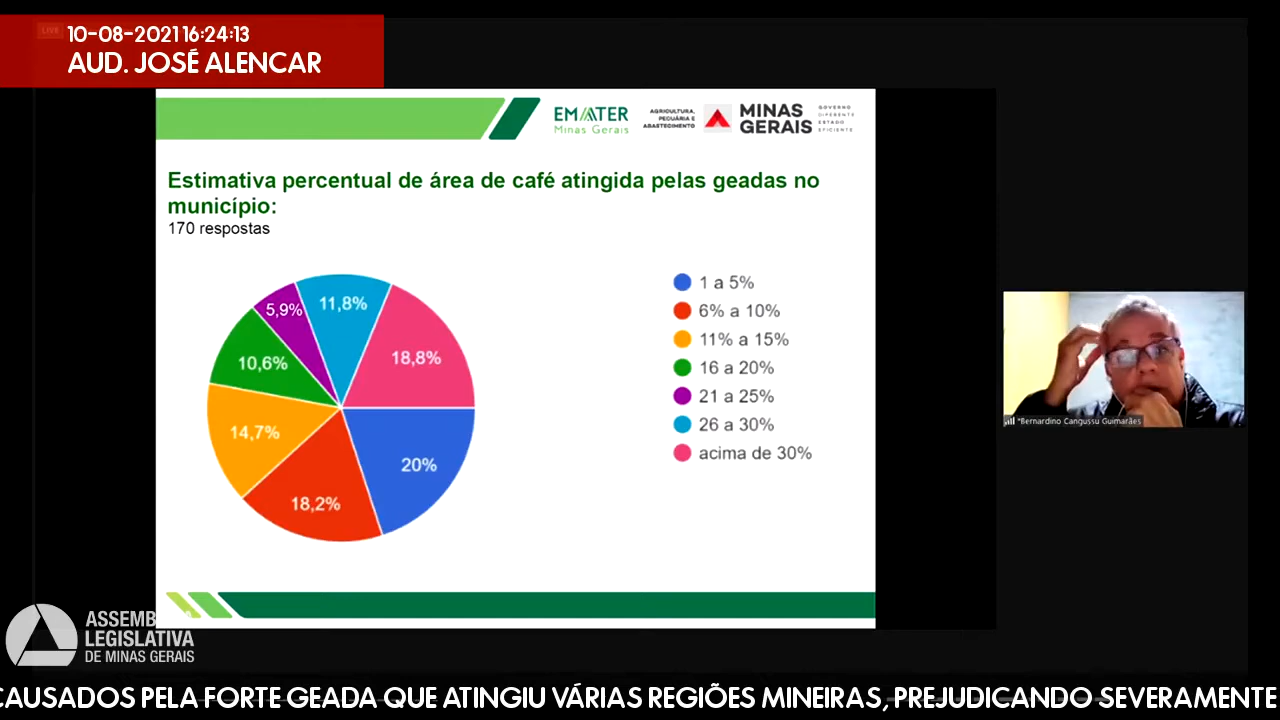 LIVE
10-08-2021 16:24:13
AUD. JOSÉ ALENCAR
EMATER
Minas Gerais
AGRICULTURA,
PECUÁRIA E
ABASTECIMENTO
MINAS
GERAIS
GOVERNO
DIFERENTE
ESTADO
EFICIENTE
Estimativa percentual de área de café atingida pelas geadas no
município:
170 respostas
5,9%
11,8%
18,8%
10,6%
14,7%
20%
18,2%
1 a 5%
6% a 10%
11% a 15%
16 a 20%
21 a 25%
26 a 30%
acima de 30%
*Bernardino Cangussu Guimarães
ASSEMB
LEGISLATIVA
DE MINAS GERAIS
CAUSADOS PELA FORTE GEADA QUE ATINGIU VÁRIAS REGIÕES MINEIRAS, PREJUDICANDO SEVERAMENTE